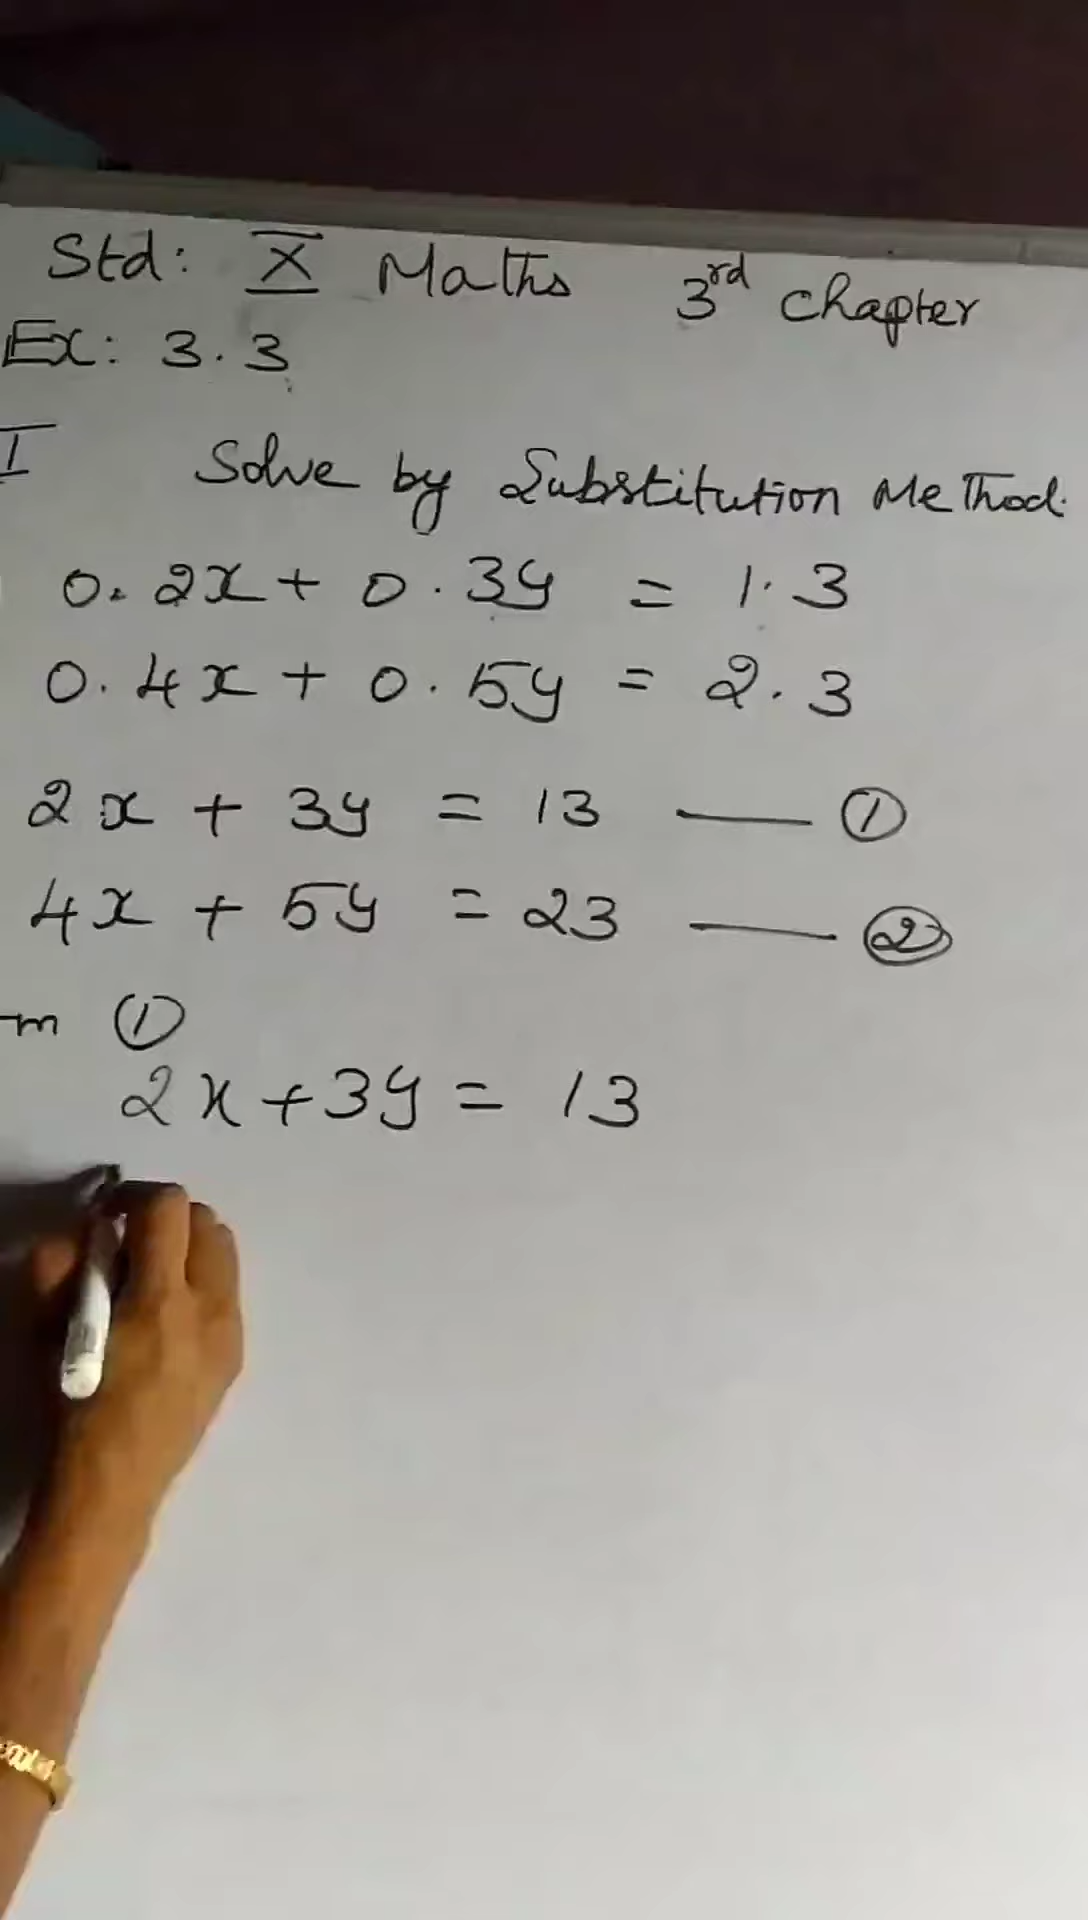 Std: X Maths 3rd chapter
Ex: 3.3
I Solve by Substitution Method.
0.2x + 0.3y = 1.3
0.4x + 0.5y = 2.3
2x + 3y = 13 — ①
4x + 5y = 23 — ②
m ①
2x + 3y = 13